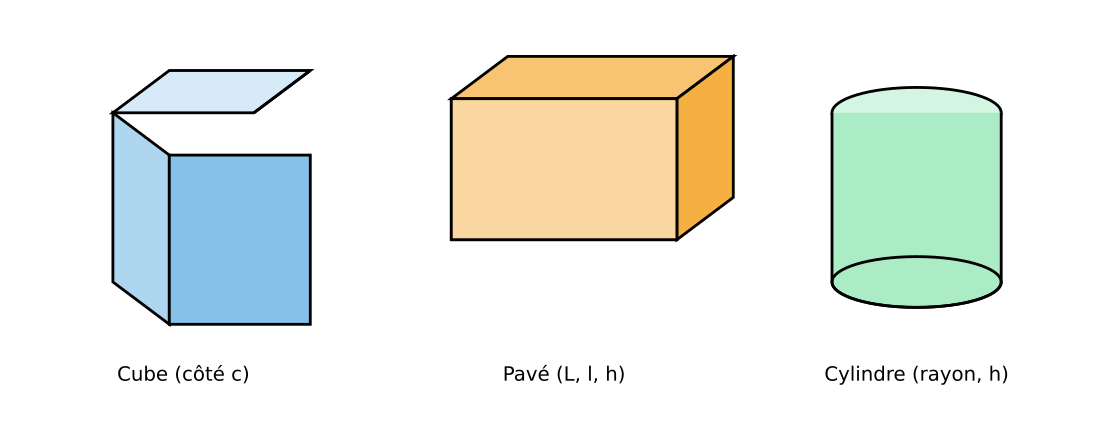 Cube (côté c)
Pavé (L, l, h)
Cylindre (rayon, h)